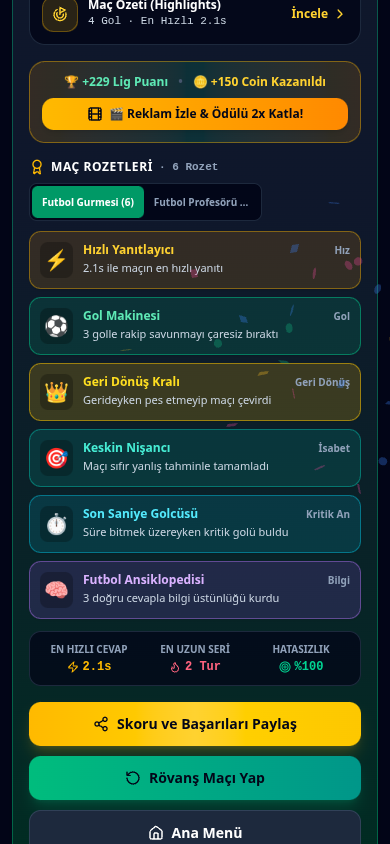 Maç Özeti (Highlights)
4 Gol · En Hızlı 2.1s
İncele
🏆 +229 Lig Puanı • 🪙 +150 Coin Kazanıldı
🎬 Reklam İzle & Ödülü 2x Katla!
MAÇ ROZETLERİ · 6 Rozet
Futbol Gurmesi (6)
Futbol Profesörü ...
Hızlı Yanıtlayıcı
Hız
2.1s ile maçın en hızlı yanıtı
Gol Makinesi
Gol
3 golle rakip savunmayı çaresiz bıraktı
Geri Dönüş Kralı
Geri Dönüş
Gerideyken pes etmeyip maçı çevirdi
Keskin Nişancı
İsabet
Maçı sıfır yanlış tahminle tamamladı
Son Saniye Golcüsü
Kritik An
Süre bitmek üzereyken kritik golü buldu
Futbol Ansiklopedisi
Bilgi
3 doğru cevapla bilgi üstünlüğü kurdu
EN HIZLI CEVAP
2.1s
EN UZUN SERİ
2 Tur
HATASIZLIK
%100
Skoru ve Başarıları Paylaş
Rövanş Maçı Yap
Ana Menü